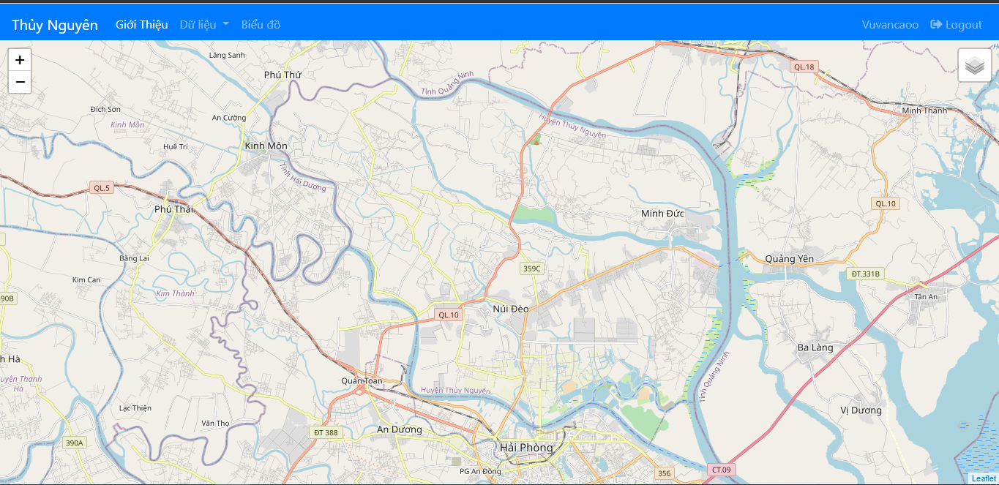 Thủy Nguyên Giới Thiệu Dữ liệu Biểu đồ Vuvancaoo Logout
+
−
Lãng Sanh
Phú Thứ
QL.18
Tỉnh Quảng Ninh
Đích Sơn
Minh Thành
An Cường
Huyện Thủy Nguyên
Kinh Môn
Huê Trì
Kinh Môn
Tỉnh Hải Dương
QL.5
QL.10
Phú Thái
Minh Đức
Bằng Lai
Quảng Yên
359C
ĐT.331B
Kim Can
Kim Thành
390B
Tân An
Núi Đèo
QL.10
Ba Làng
h Hà
uyện Thanh
Hà
Quán Toan
Tỉnh Quảng Ninh
Huyện Thủy Nguyên
Lạc Thiện
Vị Dương
Văn Thọ
An Dương
ĐT 388
390A
Hải Phòng
PG An Đồng
356
CT.09
Leaflet